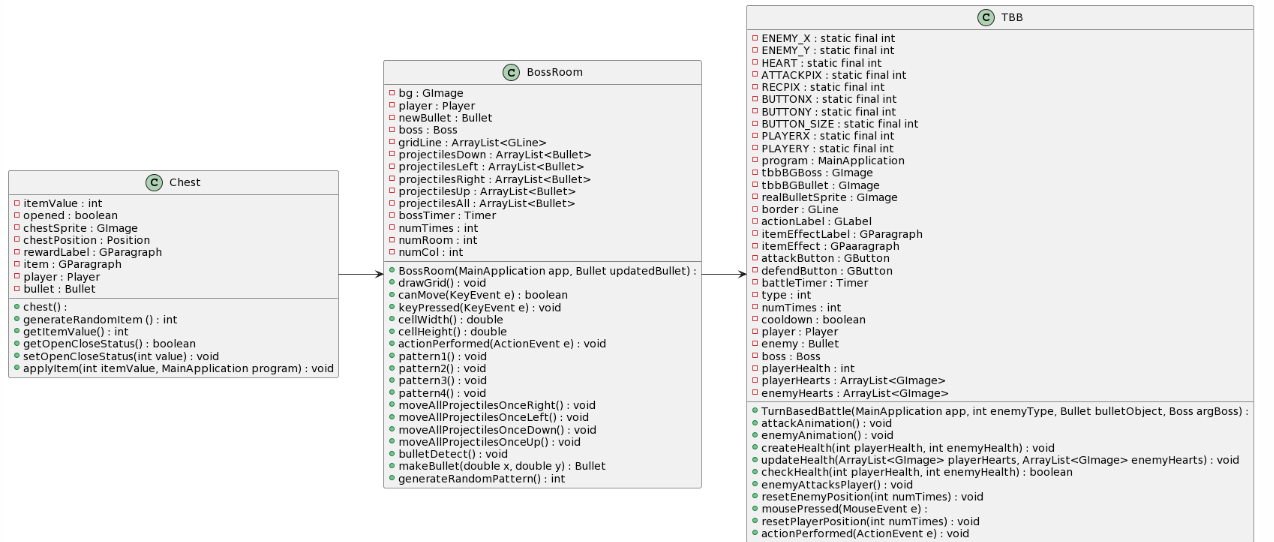 C Chest
itemValue : int
opened : boolean
chestSprite : GImage
chestPosition : Position
rewardLabel : GParagraph
item : GParagraph
player : Player
bullet : Bullet
chest() :
generateRandomItem () : int
getItemValue() : int
getOpenCloseStatus() : boolean
setOpenCloseStatus(int value) : void
applyItem(int itemValue, MainApplication program) : void
C BossRoom
bg : GImage
player : Player
newBullet : Bullet
boss : Boss
gridLine : ArrayList<GLine>
projectilesDown : ArrayList<Bullet>
projectilesLeft : ArrayList<Bullet>
projectilesRight : ArrayList<Bullet>
projectilesUp : ArrayList<Bullet>
projectilesAll : ArrayList<Bullet>
bossTimer : Timer
numTimes : int
numRoom : int
numCol : int
BossRoom(MainApplication app, Bullet updatedBullet) :
drawGrid() : void
canMove(KeyEvent e) : boolean
keyPressed(KeyEvent e) : void
cellWidth() : double
cellHeight() : double
actionPerformed(ActionEvent e) : void
pattern1() : void
pattern2() : void
pattern3() : void
pattern4() : void
moveAllProjectilesOnceRight() : void
moveAllProjectilesOnceLeft() : void
moveAllProjectilesOnceDown() : void
moveAllProjectilesOnceUp() : void
bulletDetect() : void
makeBullet(double x, double y) : Bullet
generateRandomPattern() : int
C TBB
ENEMY_X : static final int
ENEMY_Y : static final int
HEART : static final int
ATTACKPIX : static final int
RECPIX : static final int
BUTTONX : static final int
BUTTONY : static final int
BUTTON_SIZE : static final int
PLAYERX : static final int
PLAYERY : static final int
program : MainApplication
tbbBGBoss : GImage
tbbBGBullet : GImage
realBulletSprite : GImage
border : GLine
actionLabel : GLabel
itemEffectLabel : GParagraph
itemEffect : GPaaragraph
attackButton : GButton
defendButton : GButton
battleTimer : Timer
type : int
numTimes : int
cooldown : boolean
player : Player
enemy : Bullet
boss : Boss
playerHealth : int
playerHearts : ArrayList<GImage>
enemyHearts : ArrayList<GImage>
TurnBasedBattle(MainApplication app, int enemyType, Bullet bulletObject, Boss argBoss) :
attackAnimation() : void
enemyAnimation() : void
createHealth(int playerHealth, int enemyHealth) : void
updateHealth(ArrayList<GImage> playerHearts, ArrayList<GImage> enemyHearts) : void
checkHealth(int playerHealth, int enemyHealth) : boolean
enemyAttacksPlayer() : void
resetEnemyPosition(int numTimes) : void
mousePressed(MouseEvent e) :
resetPlayerPosition(int numTimes) : void
actionPerformed(ActionEvent e) : void